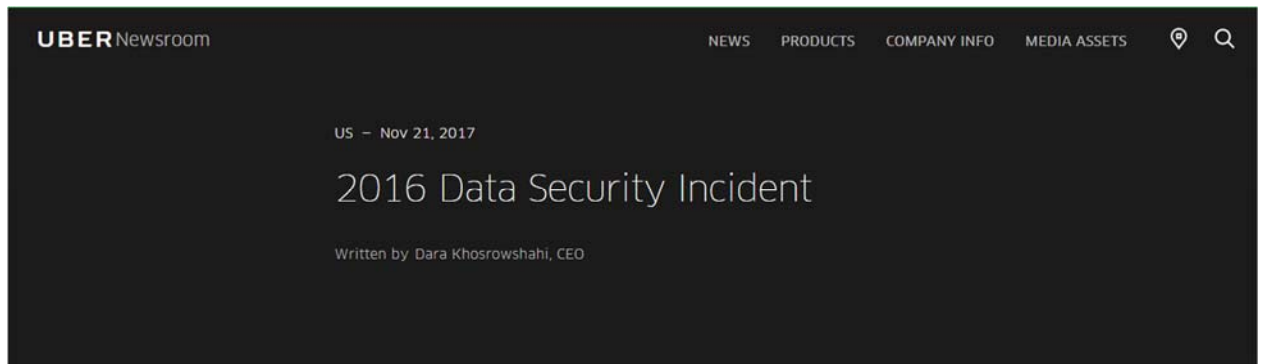 UBER Newsroom NEWS PRODUCTS COMPANY INFO MEDIA ASSETS
US – Nov 21, 2017
2016 Data Security Incident
Written by Dara Khosrowshahi, CEO